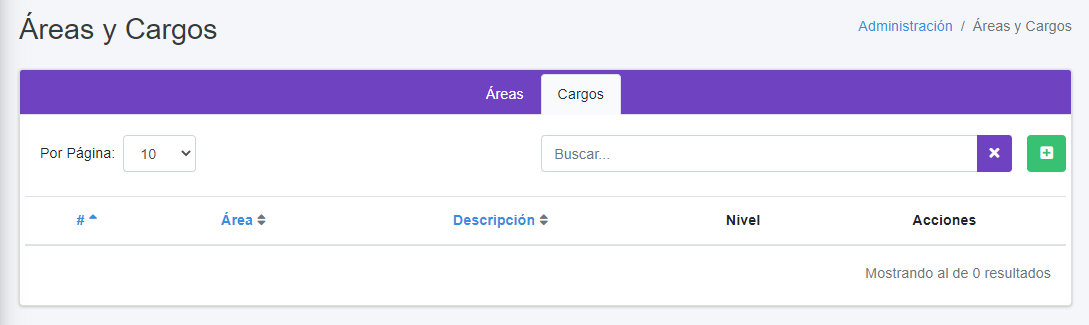 Áreas y Cargos
Administración / Áreas y Cargos
Áreas Cargos
Por Página: 10 Buscar...
# Área Descripción Nivel Acciones
Mostrando al de 0 resultados